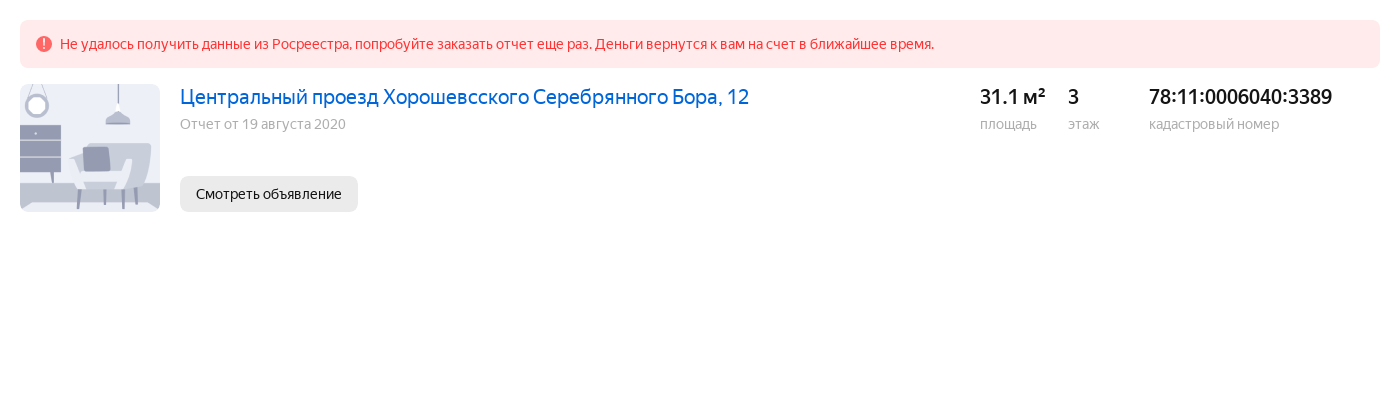 Не удалось получить данные из Росреестра, попробуйте заказать отчет еще раз. Деньги вернутся к вам на счет в ближайшее время.
Центральный проезд Хорошевсского Серебрянного Бора, 12
Отчет от 19 августа 2020
31.1 м²
площадь
3
этаж
78:11:0006040:3389
кадастровый номер
Смотреть объявление